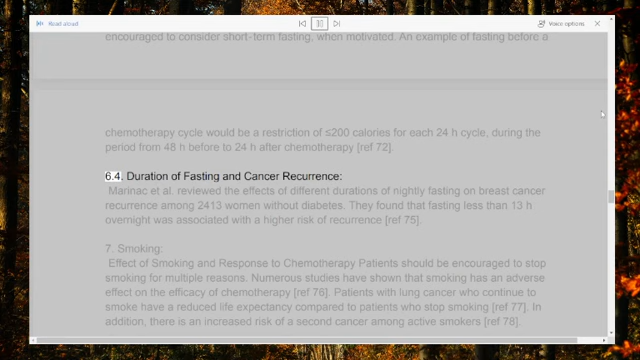 Read aloud
Voice options
encouraged to consider short-term fasting, when motivated. An example of fasting before a
chemotherapy cycle would be a restriction of ≤200 calories for each 24 h cycle, during the
period from 48 h before to 24 h after chemotherapy [ref 72].
6.4. Duration of Fasting and Cancer Recurrence:
Marinac et al. reviewed the effects of different durations of nightly fasting on breast cancer
recurrence among 2413 women without diabetes. They found that fasting less than 13 h
overnight was associated with a higher risk of recurrence [ref 75].
7. Smoking:
Effect of Smoking and Response to Chemotherapy Patients should be encouraged to stop
smoking for multiple reasons. Numerous studies have shown that smoking has an adverse
effect on the efficacy of chemotherapy [ref 76]. Patients with lung cancer who continue to
smoke have a reduced life expectancy compared to patients who stop smoking [ref 77]. In
addition, there is an increased risk of a second cancer among active smokers [ref 78].